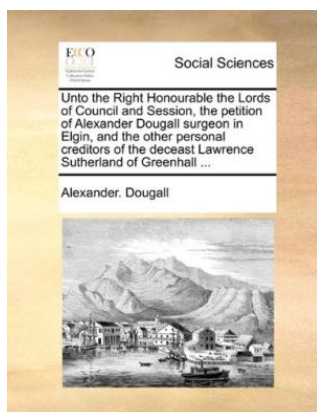 ECCO
Social Sciences
Unto the Right Honourable the Lords
of Council and Session, the petition
of Alexander Dougall surgeon in
Elgin, and the other personal
creditors of the deceast Lawrence
Sutherland of Greenhall ...
Alexander. Dougall